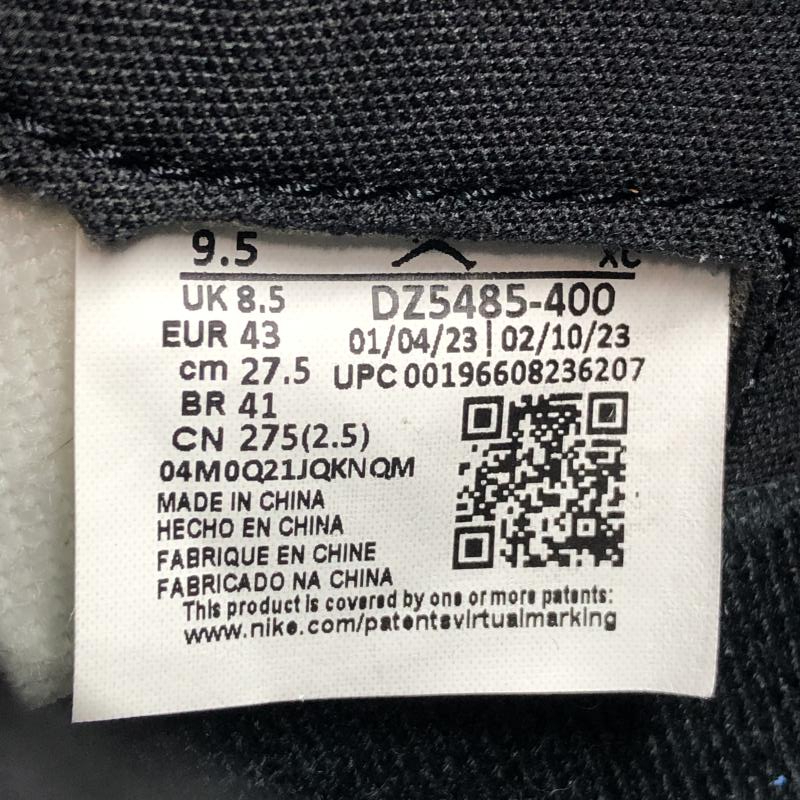 9.5 XC
UK 8.5 DZ5485-400
EUR 43 01/04/23 | 02/10/23
cm 27.5 UPC 00196608236207
BR 41
CN 275(2.5)
04M0Q21JQKNQM
MADE IN CHINA
HECHO EN CHINA
FABRIQUE EN CHINE
FABRICADO NA CHINA
This product is covered by one or more patents:
www.nike.com/patentsvirtualmarking